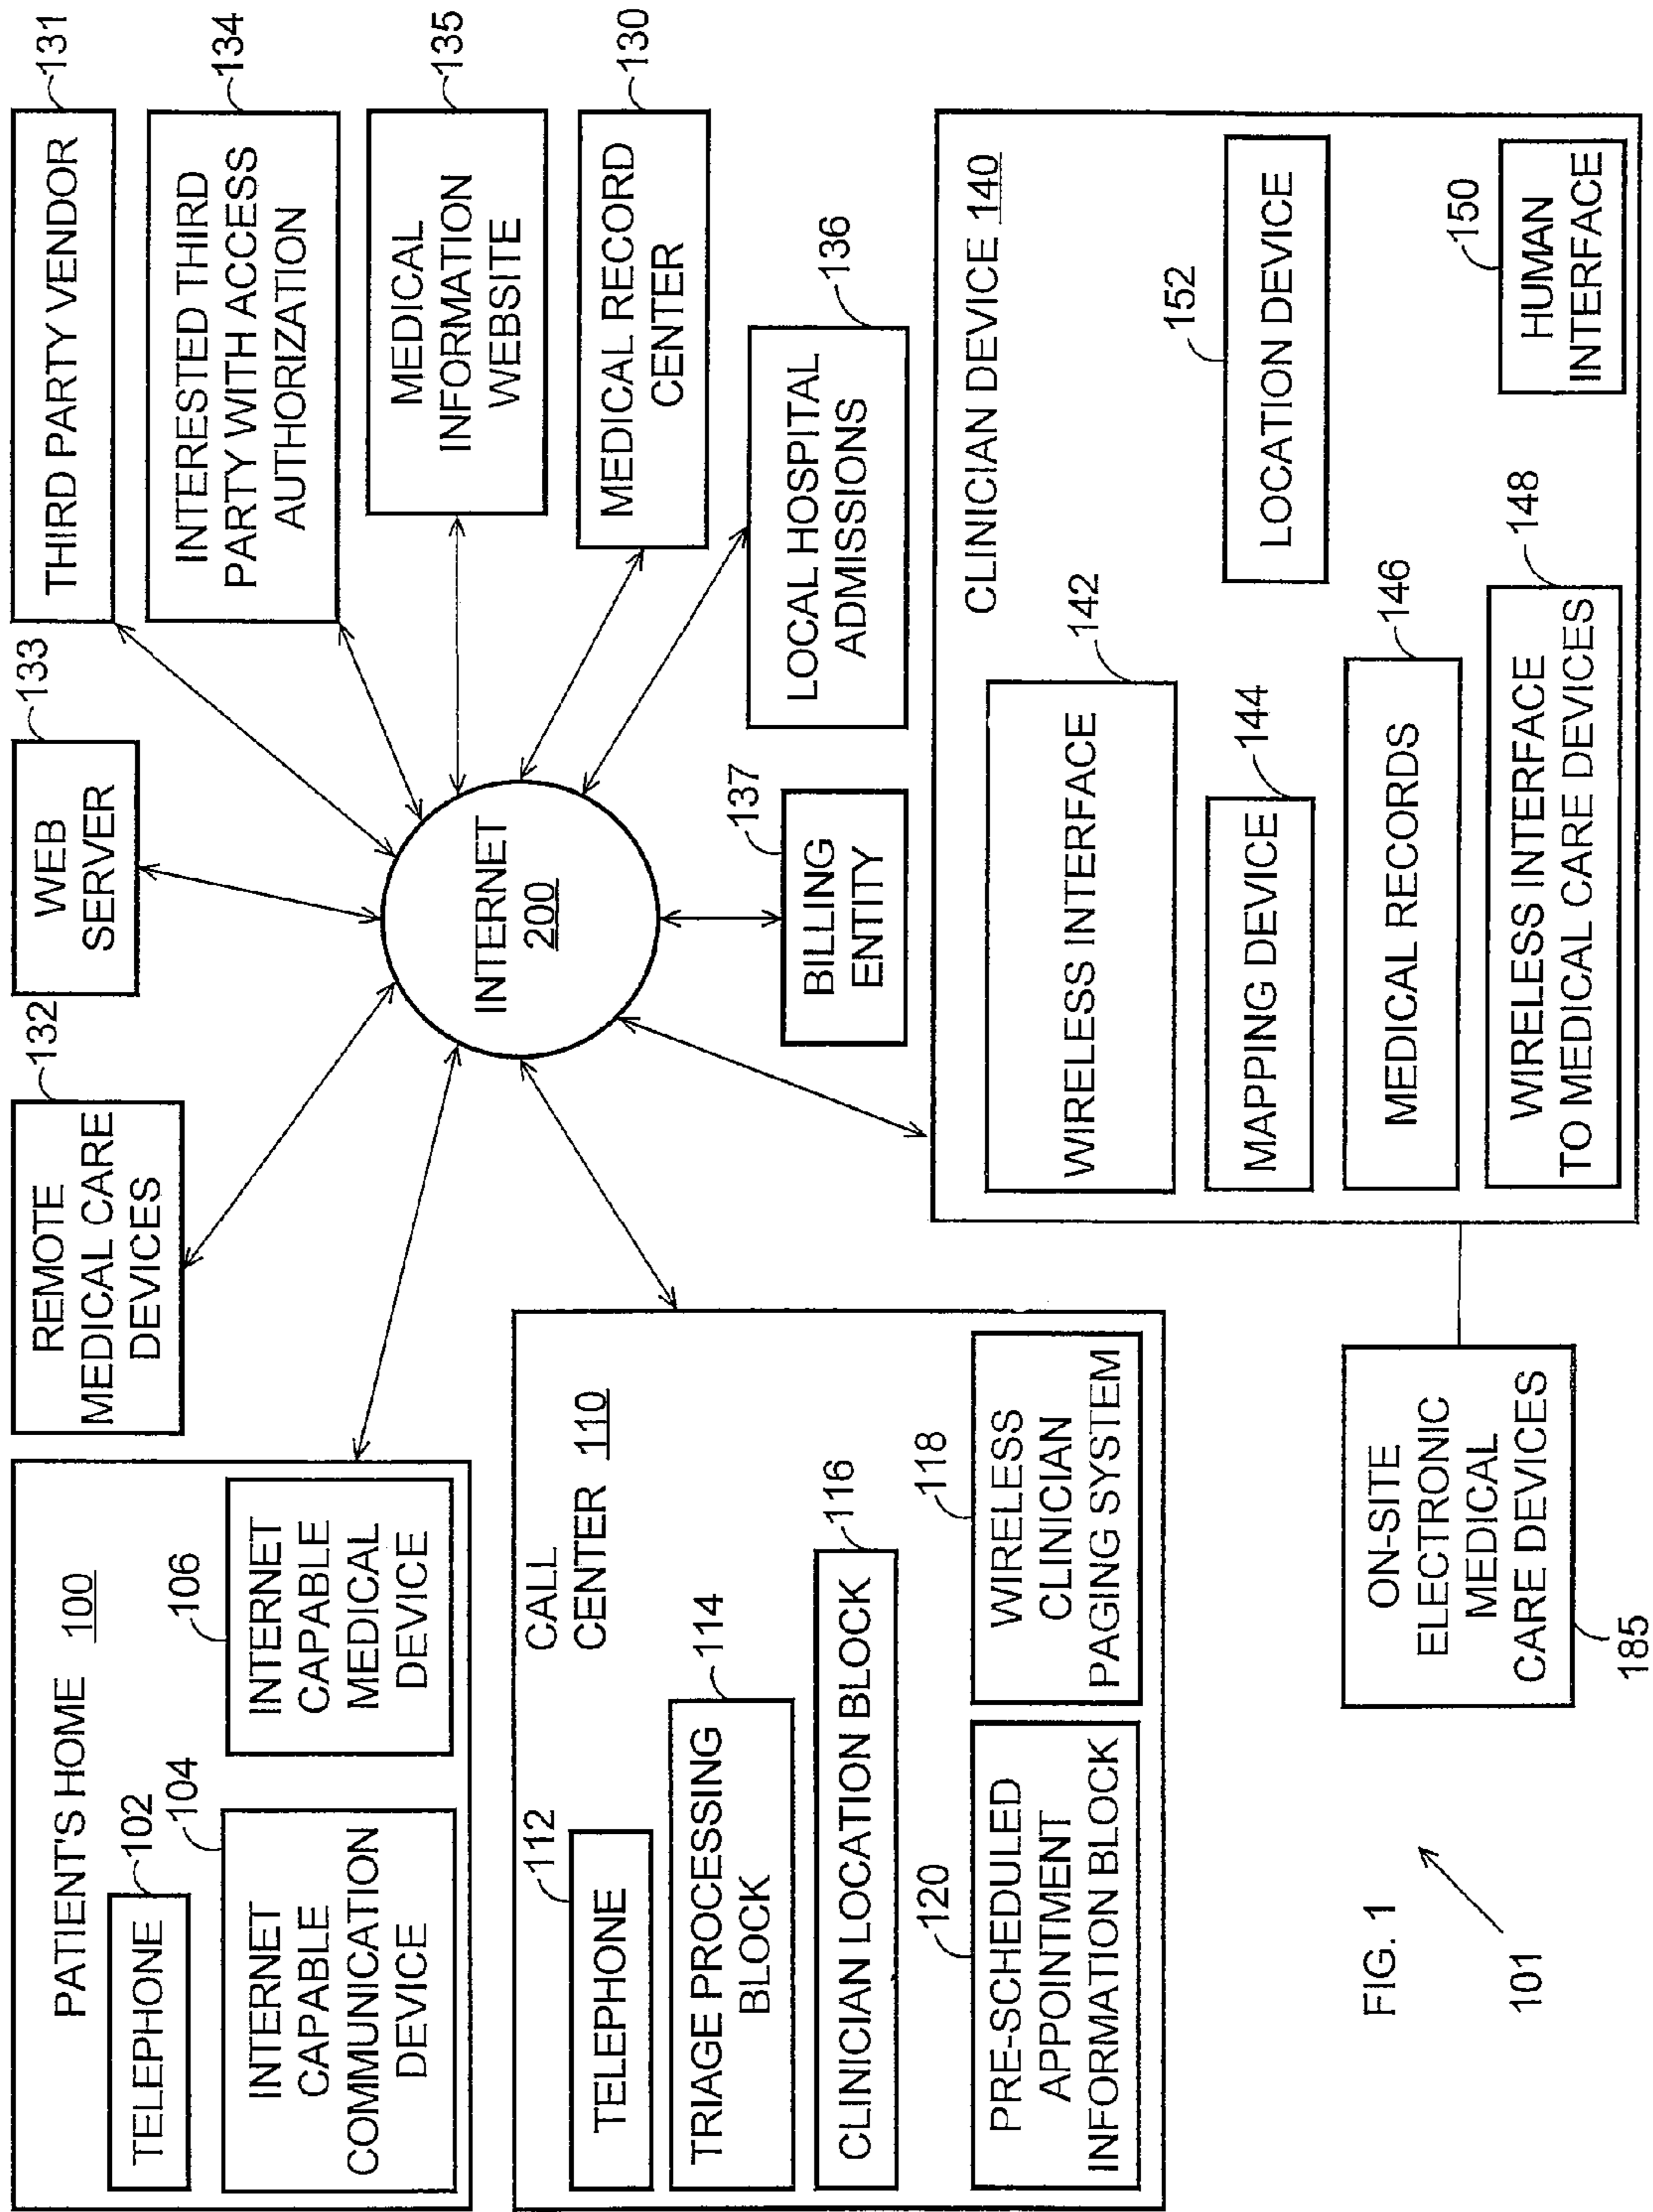 PATIENT'S HOME 100
TELEPHONE
102
104
INTERNET
CAPABLE
COMMUNICATION
DEVICE
106
INTERNET
CAPABLE
MEDICAL
DEVICE
REMOTE
MEDICAL CARE
DEVICES
132
WEB
SERVER
133
THIRD PARTY VENDOR
131
INTERESTED THIRD
PARTY WITH ACCESS
AUTHORIZATION
134
MEDICAL
INFORMATION
WEBSITE
135
MEDICAL RECORD
CENTER
130
LOCAL HOSPITAL
ADMISSIONS
136
INTERNET
200
BILLING
ENTITY
137
CALL
CENTER 110
112
TELEPHONE
TRIAGE PROCESSING
BLOCK
114
CLINICIAN LOCATION BLOCK
116
120
PRE-SCHEDULED
APPOINTMENT
INFORMATION BLOCK
118
WIRELESS
CLINICIAN
PAGING SYSTEM
CLINICIAN DEVICE 140
WIRELESS INTERFACE
142
MAPPING DEVICE
144
MEDICAL RECORDS
146
WIRELESS INTERFACE
TO MEDICAL CARE DEVICES
148
152
LOCATION DEVICE
150
HUMAN
INTERFACE
ON-SITE
ELECTRONIC
MEDICAL
CARE DEVICES
185
FIG. 1
101